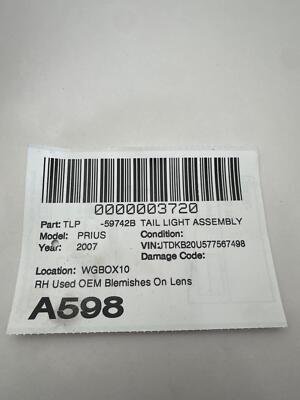 0000003720
Part: TLP -59742B TAIL LIGHT ASSEMBLY
Model: PRIUS Condition:
Year: 2007 VIN:JTDKB20U577567498
Damage Code:
Location: WGBOX10
RH Used OEM Blemishes On Lens
A598